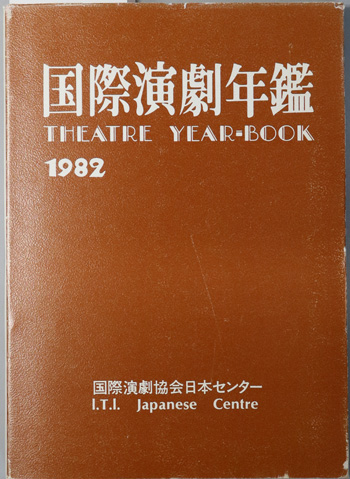 国際演劇年鑑
THEATRE YEAR-BOOK
1982
国際演劇協会日本センター
I.T.I. Japanese Centre